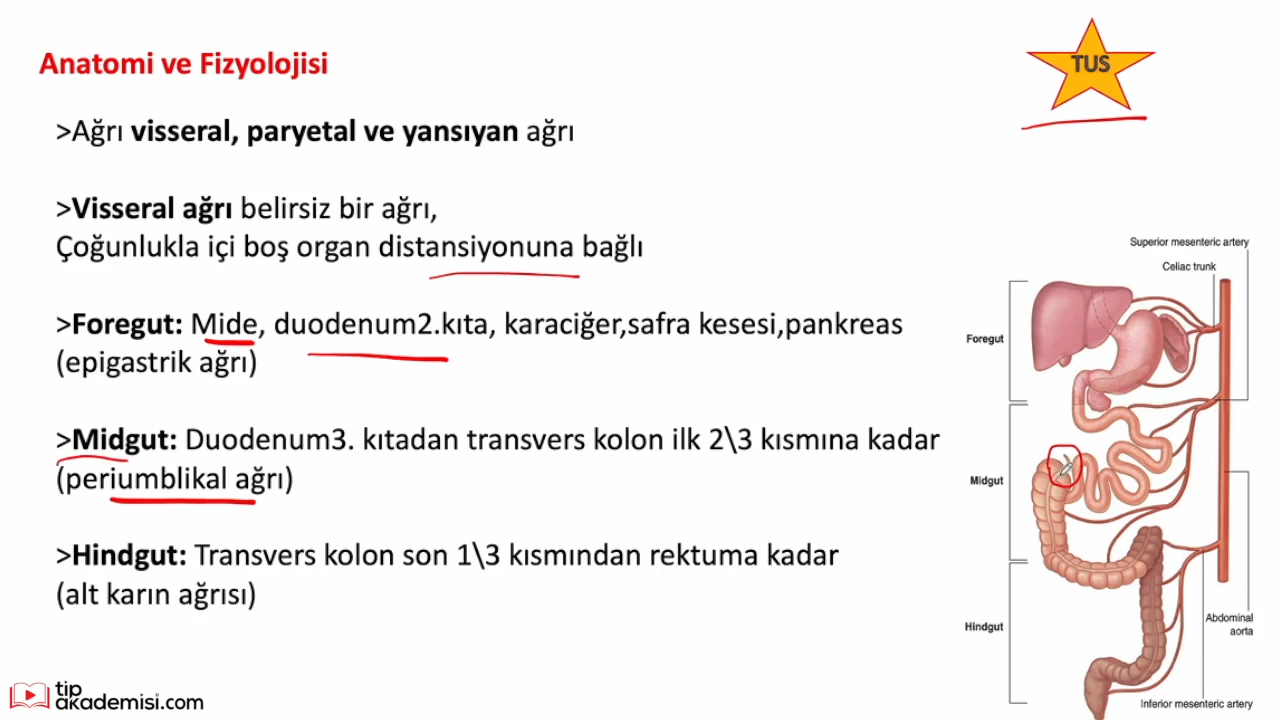 Anatomi ve Fizyolojisi
TUS
>Ağrı visseral, paryetal ve yansıyan ağrı
>Visseral ağrı belirsiz bir ağrı,
Çoğunlukla içi boş organ distansiyonuna bağlı
>Foregut: Mide, duodenum2.kıta, karaciğer,safra kesesi,pankreas
(epigastrik ağrı)
>Midgut: Duodenum3. kıtadan transvers kolon ilk 2\3 kısmına kadar
(periumblikal ağrı)
>Hindgut: Transvers kolon son 1\3 kısmından rektuma kadar
(alt karın ağrısı)
Superior mesenteric artery
Celiac trunk
Foregut
Midgut
Hindgut
Abdominal
aorta
Inferior mesenteric artery
tıp
akademisi.com